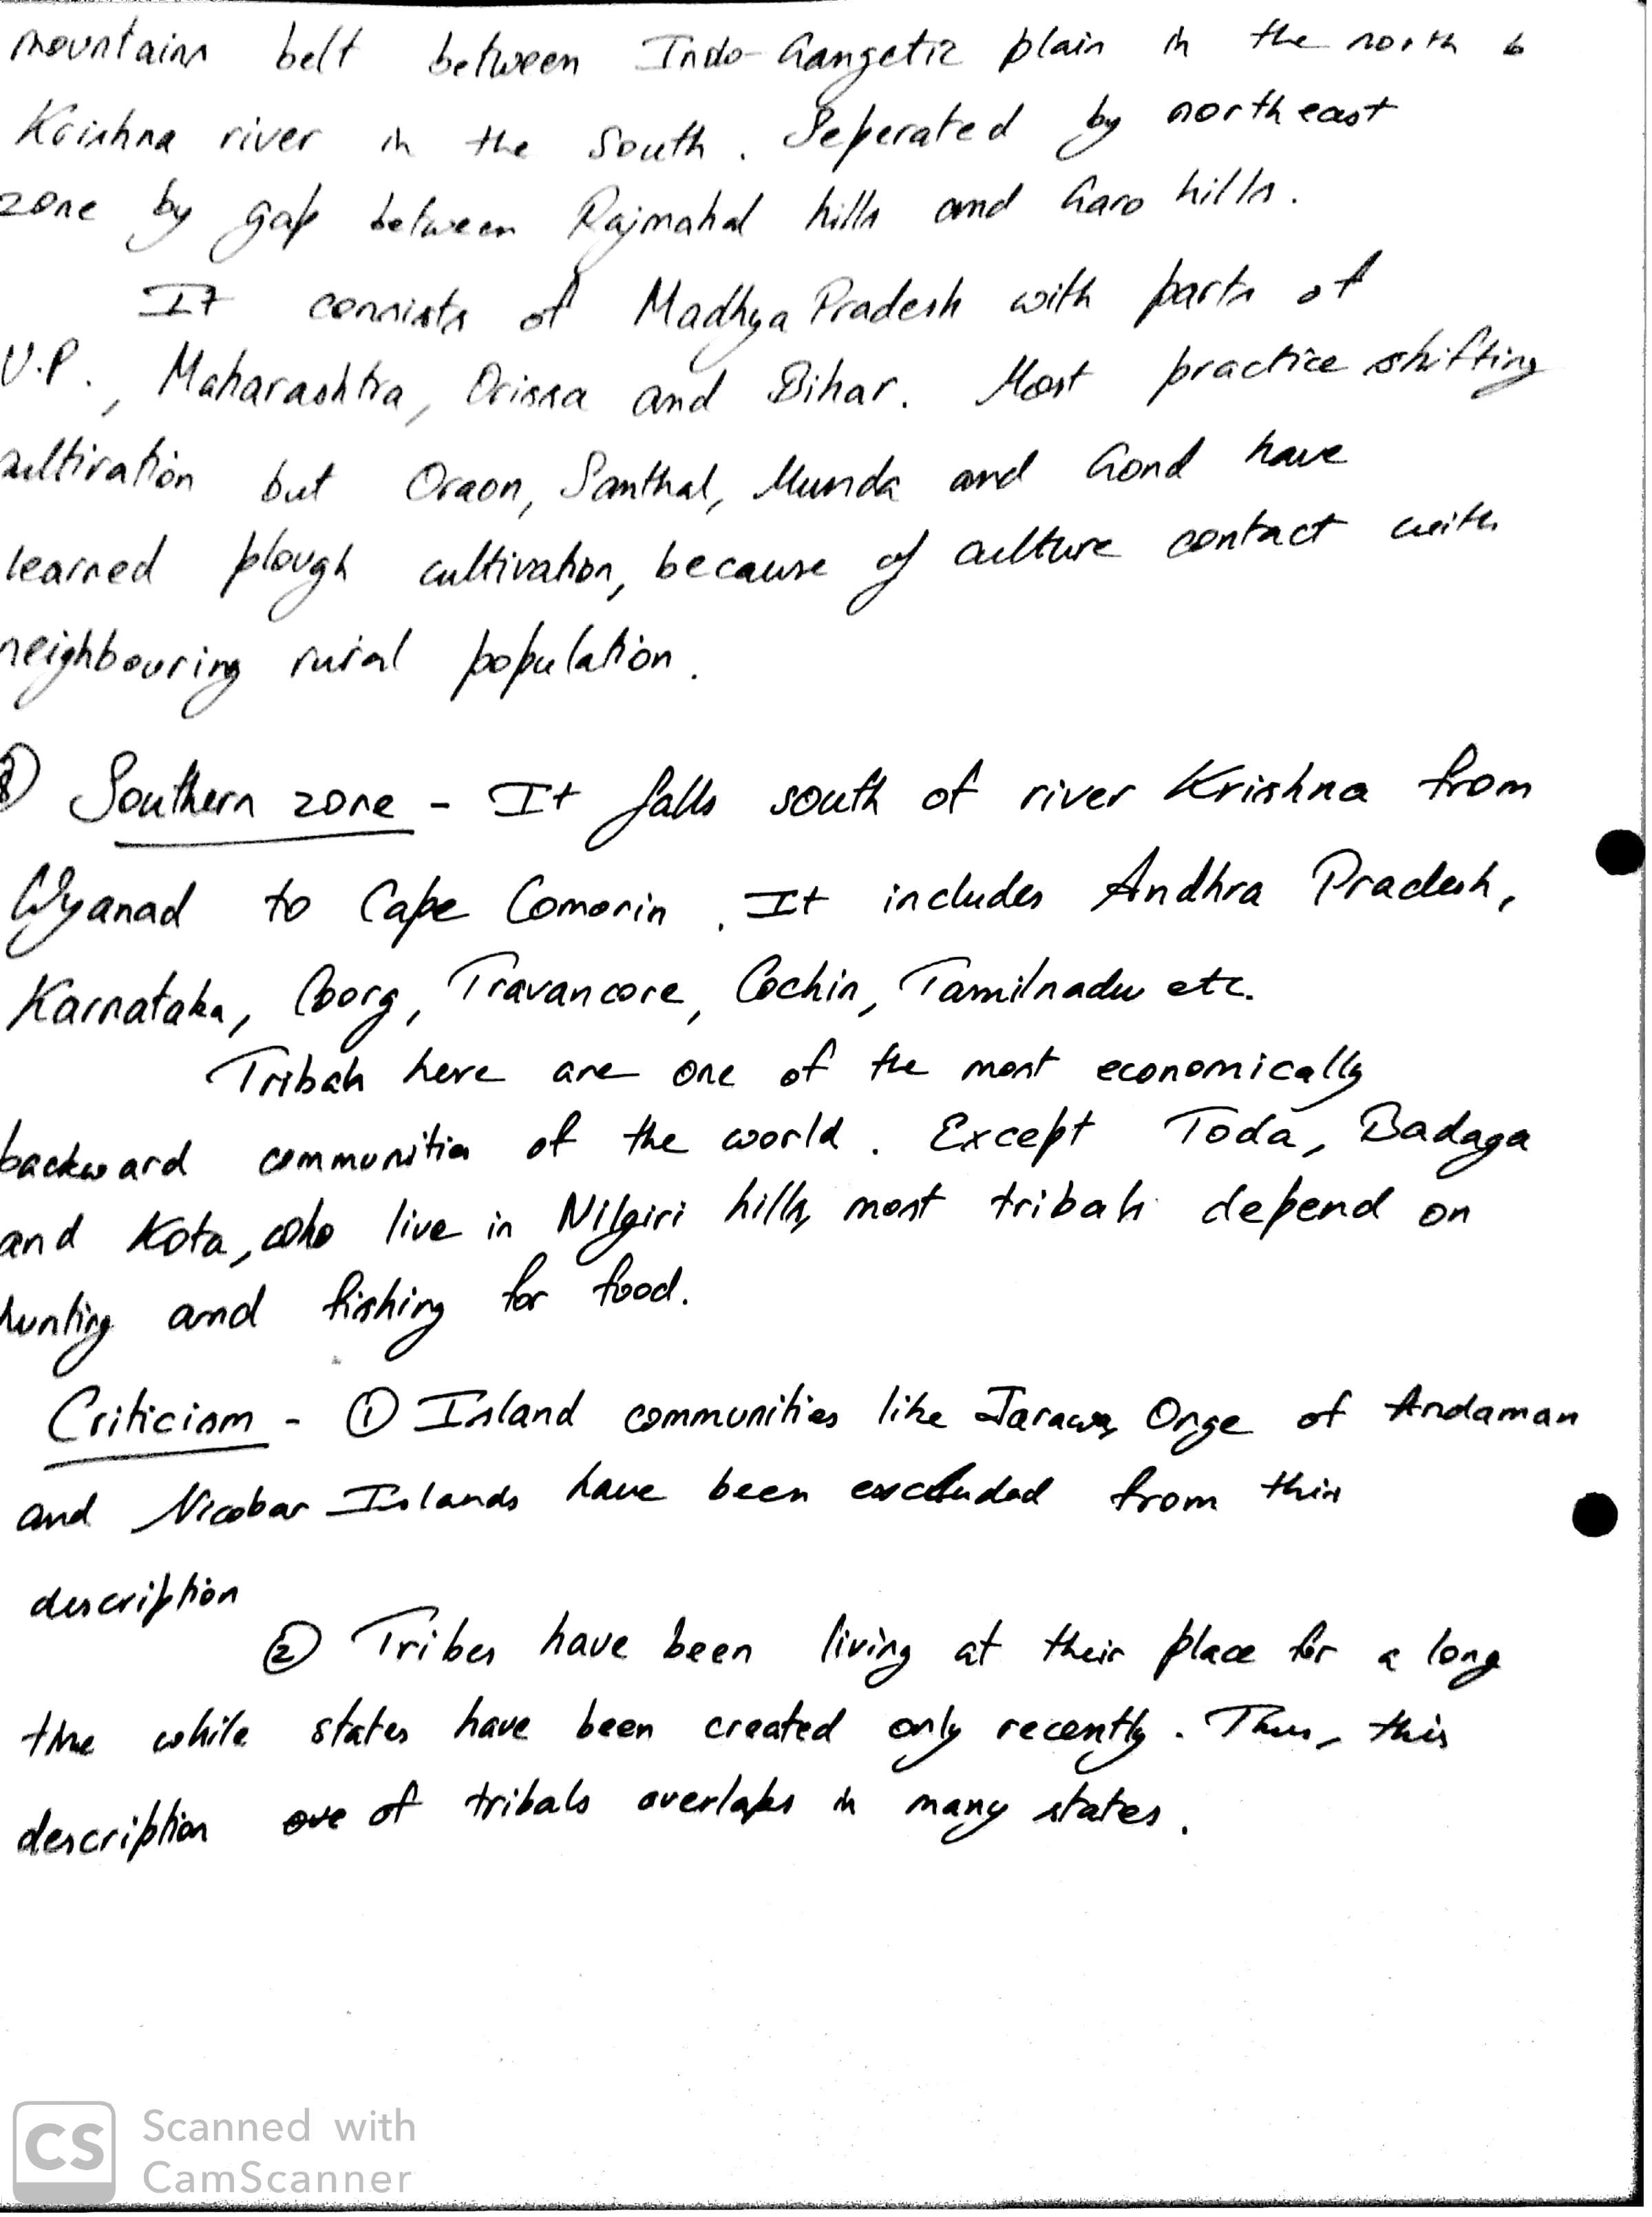 mountains belt between Indo-Gangetic plain in the north &
Krishna river in the south. Seperated by northeast
zone by gap between Rajmahal hills and Garo hills.
It consists of Madhya Pradesh with parts of
U.P., Maharashtra, Orissa and Bihar. Most practice shifting
cultivation but Oraon, Santhal, Munda and Gond have
learned plough cultivation, because of culture contact with
neighbouring rural population.
③ Southern zone - It falls south of river Krishna from
Wyanad to Cape Comorin. It includes Andhra Pradesh,
Karnataka, Coorg, Travancore, Cochin, Tamilnadu etc.
Tribals here are one of the most economically
backward communities of the world. Except Toda, Badaga
and Kota, who live in Nilgiri hills, most tribals depend on
hunting and fishing for food.
Criticism - ① Island communities like Jarawa, Onge of Andaman
and Nicobar Islands have been excluded from this
description
② Tribes have been living at their place for a long
time while states have been created only recently. Thus, this
description of tribals overlaps in many states.
CS Scanned with
CamScanner